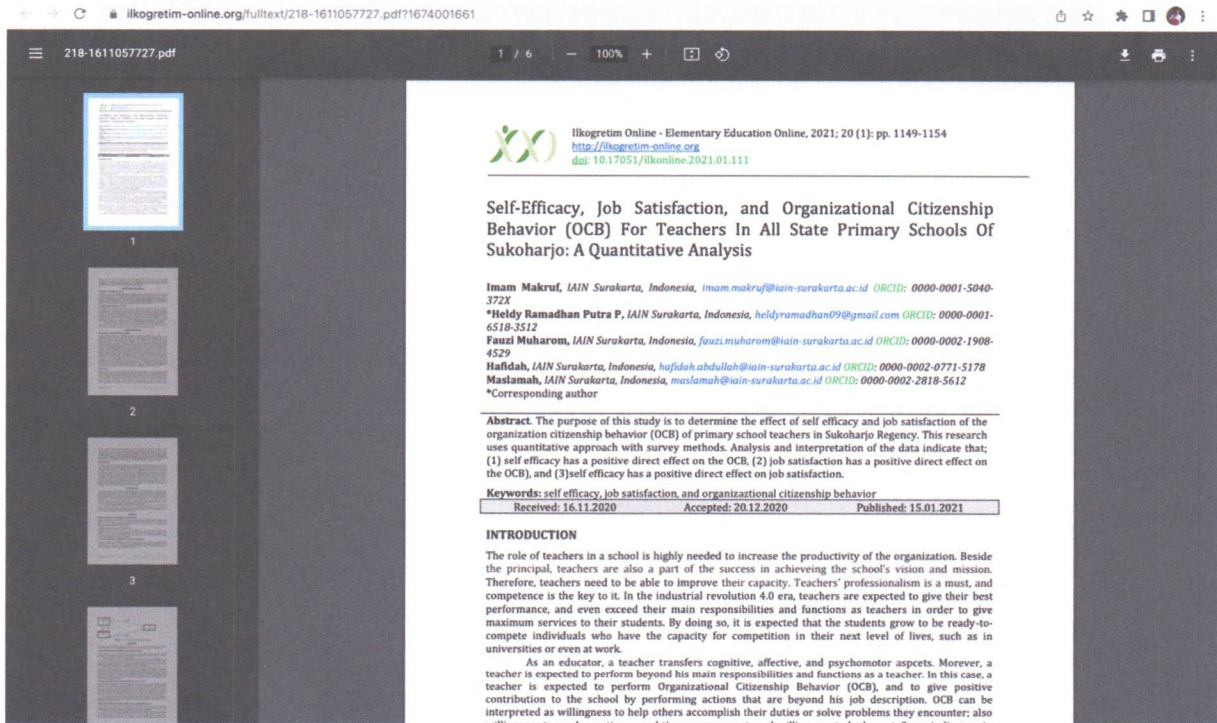 ilkogretim-online.org/fulltext/218-1611057727.pdf?1674001661
218-1611057727.pdf
1 / 6
100%
1
2
3
Ilkogretim Online - Elementary Education Online, 2021; 20 (1): pp. 1149-1154
http://ilkogretim-online.org
doi: 10.17051/ilkonline.2021.01.111
Self-Efficacy, Job Satisfaction, and Organizational Citizenship
Behavior (OCB) For Teachers In All State Primary Schools Of
Sukoharjo: A Quantitative Analysis
Imam Makruf, IAIN Surakarta, Indonesia, imam.makruf@iain-surakarta.ac.id ORCID: 0000-0001-5040-
372X
*Heldy Ramadhan Putra P, IAIN Surakarta, Indonesia, heldyramadhan09@gmail.com ORCID: 0000-0001-
6518-3512
Fauzi Muharom, IAIN Surakarta, Indonesia, fauzi.muharom@iain-surakarta.ac.id ORCID: 0000-0002-1908-
4529
Hafidah, IAIN Surakarta, Indonesia, hafidah.abdullah@iain-surakarta.ac.id ORCID: 0000-0002-0771-5178
Maslamah, IAIN Surakarta, Indonesia, maslamah@iain-surakarta.ac.id ORCID: 0000-0002-2818-5612
*Corresponding author
Abstract. The purpose of this study is to determine the effect of self efficacy and job satisfaction of the
organization citizenship behavior (OCB) of primary school teachers in Sukoharjo Regency. This research
uses quantitative approach with survey methods. Analysis and interpretation of the data indicate that;
(1) self efficacy has a positive direct effect on the OCB, (2) job satisfaction has a positive direct effect on
the OCB), and (3)self efficacy has a positive direct effect on job satisfaction.
Keywords: self efficacy, job satisfaction, and organizaztional citizenship behavior
Received: 16.11.2020 Accepted: 20.12.2020 Published: 15.01.2021
INTRODUCTION
The role of teachers in a school is highly needed to increase the productivity of the organization. Beside
the principal, teachers are also a part of the success in achieveing the school's vision and mission.
Therefore, teachers need to be able to improve their capacity. Teachers' professionalism is a must, and
competence is the key to it. In the industrial revolution 4.0 era, teachers are expected to give their best
performance, and even exceed their main responsibilities and functions as teachers in order to give
maximum services to their students. By doing so, it is expected that the students grow to be ready-to-
compete individuals who have the capacity for competition in their next level of lives, such as in
universities or even at work.
As an educator, a teacher transfers cognitive, affective, and psychomotor aspcets. Morever, a
teacher is expected to perform beyond his main responsibilities and functions as a teacher. In this case, a
teacher is expected to perform Organizational Citizenship Behavior (OCB), and to give positive
contribution to the school by performing actions that are beyond his job description. OCB can be
interpreted as willingness to help others accomplish their duties or solve problems they encounter; also